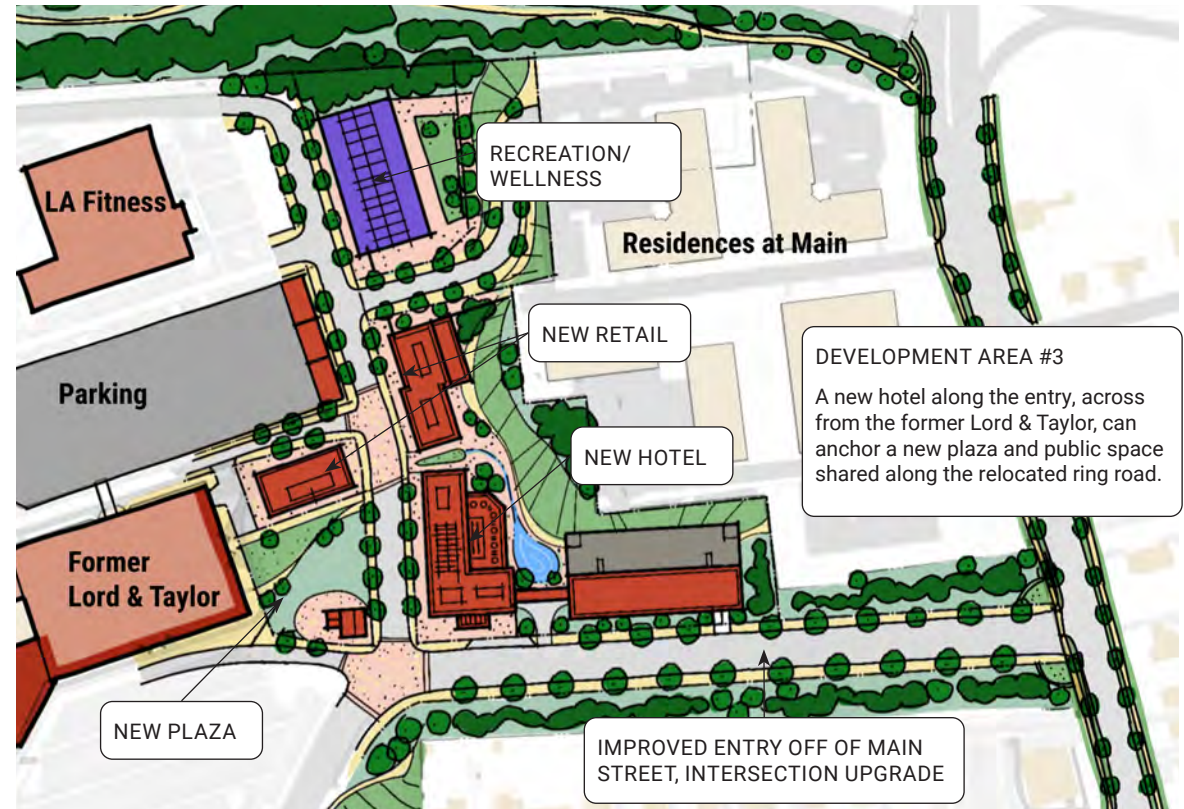 RECREATION/
WELLNESS
LA Fitness
Residences at Main
NEW RETAIL
DEVELOPMENT AREA #3
A new hotel along the entry, across
from the former Lord & Taylor, can
anchor a new plaza and public space
shared along the relocated ring road.
Parking
NEW HOTEL
Former
Lord & Taylor
NEW PLAZA
IMPROVED ENTRY OFF OF MAIN
STREET, INTERSECTION UPGRADE